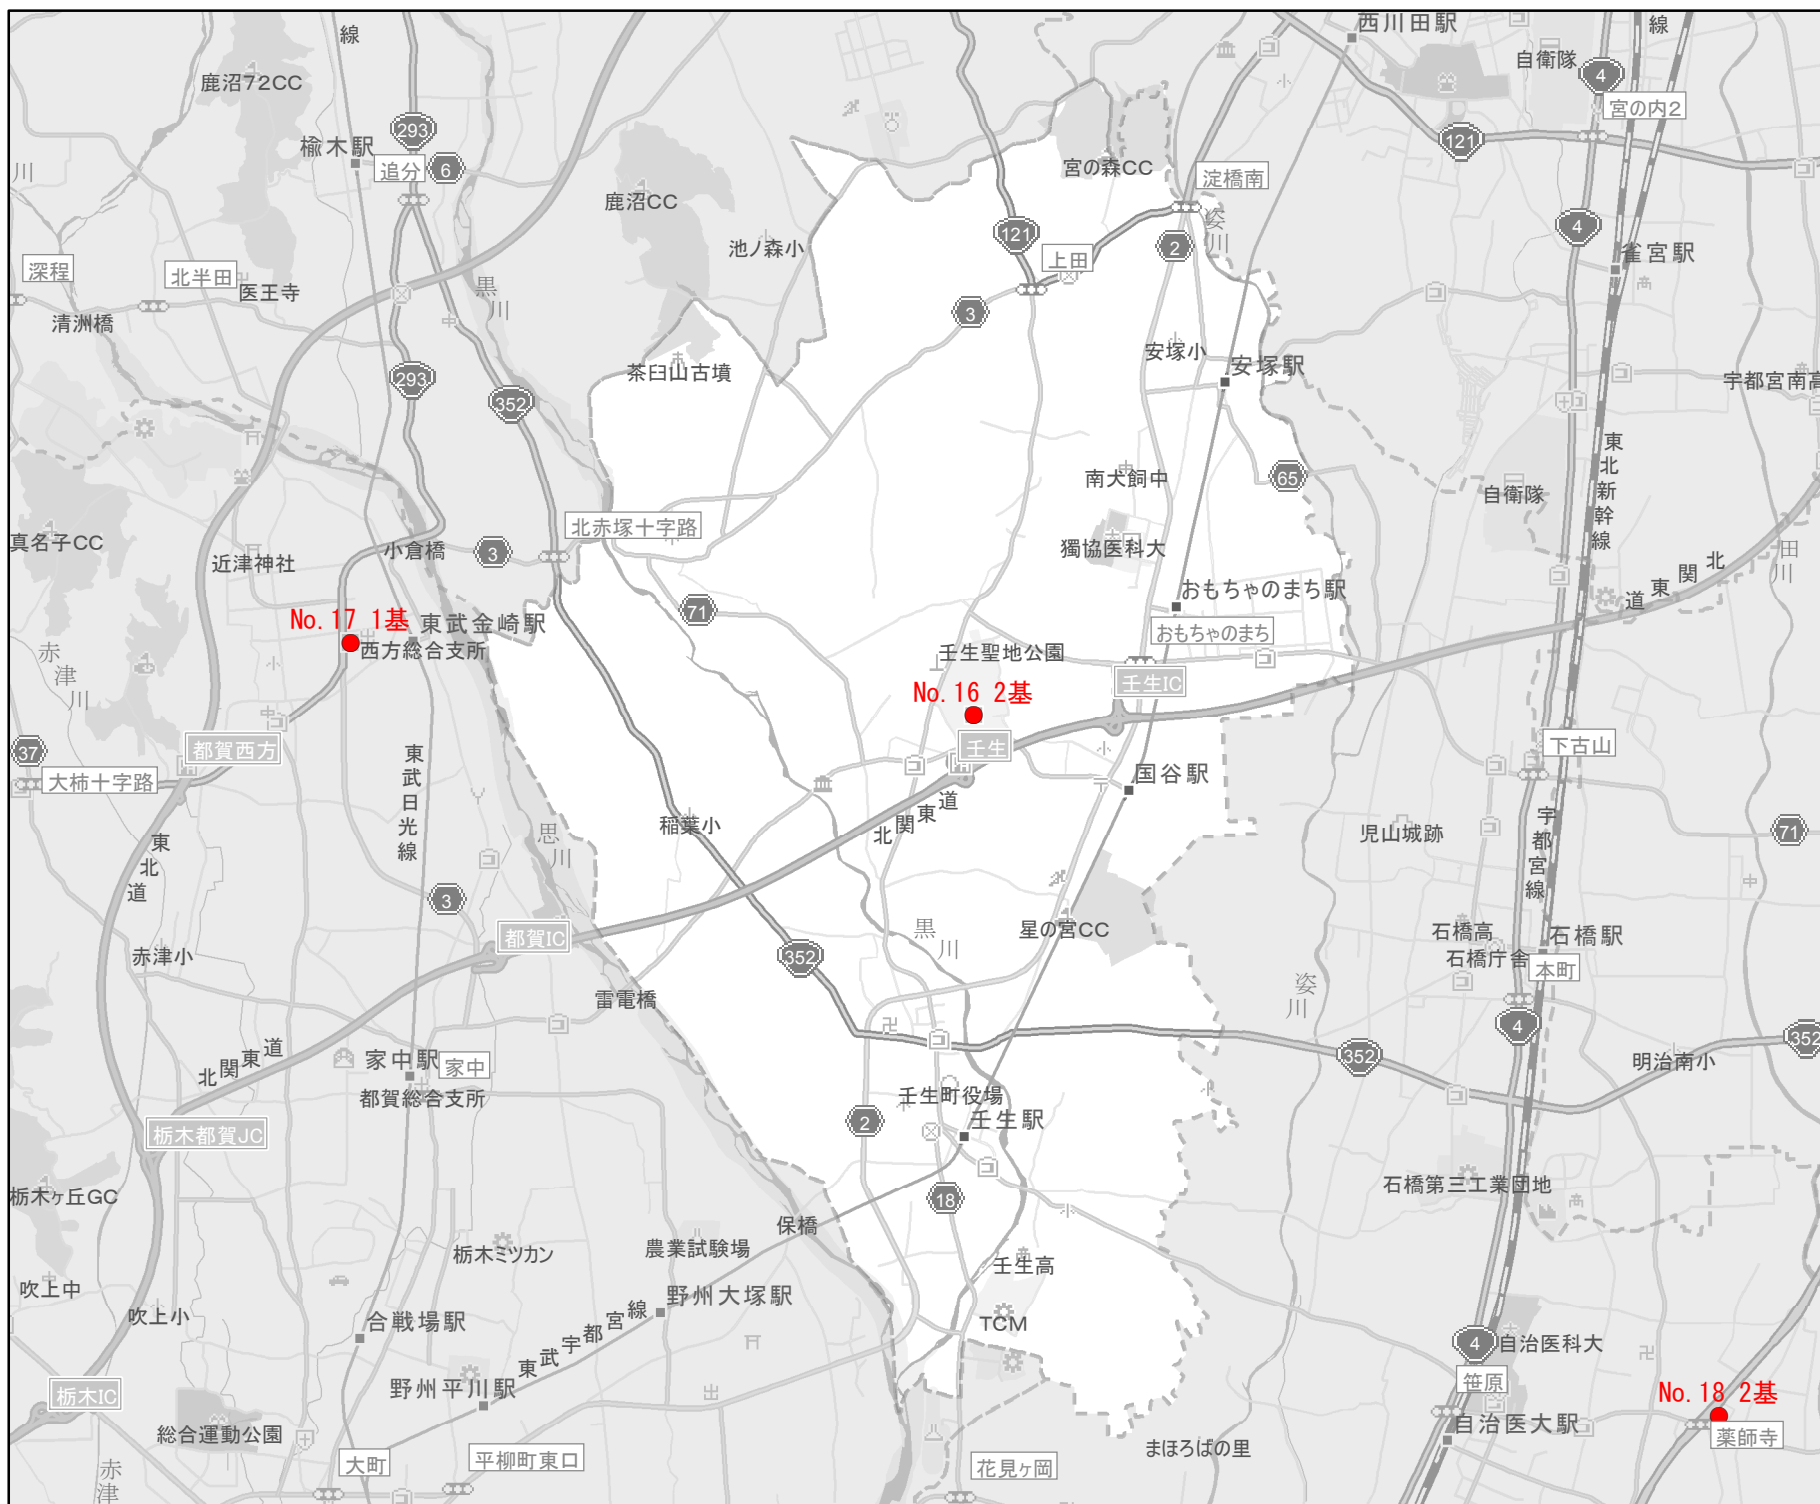 線
西川田駅
線
鹿沼72CC
自衛隊
4
宮の内2
293
121
楡木駅
追分
6
川
宮の森CC
淀橋南
鹿沼CC
姿川
121
2
4
池ノ森小
上田
雀宮駅
深程
北半田
医王寺
黒川
清洲橋
3
安塚小
安塚駅
茶臼山古墳
293
352
宇都宮南高
東北新幹線
南犬飼中
65
自衛隊
北赤塚十字路
真名子CC
近津神社
小倉橋
3
獨協医科大
田川
北関東道
おもちゃのまち駅
71
No.17 1基
東武金崎駅
西方総合支所
おもちゃのまち
赤津川
壬生聖地公園
壬生IC
No.16 2基
都賀西方
壬生
下古山
37
大柿十字路
東武日光線
国谷駅
北関東道
思川
稲葉小
児山城跡
宇都宮線
71
東北道
3
黒川
星の宮CC
石橋高
石橋駅
都賀IC
赤津小
352
石橋庁舎
本町
雷電橋
姿川
4
北関東道
家中駅
家中
352
352
明治南小
都賀総合支所
壬生町役場
2
壬生駅
栃木都賀JC
栃木ヶ丘GC
石橋第三工業団地
18
保橋
栃木ミツカン
農業試験場
壬生高
吹上中
野州大塚駅
吹上小
合戦場駅
東武宇都宮線
TCM
4
自治医科大
栃木IC
野州平川駅
笹原
No.18 2基
総合運動公園
自治医大駅
薬師寺
大町
平柳町東口
花見ヶ岡
まほろばの里
赤津